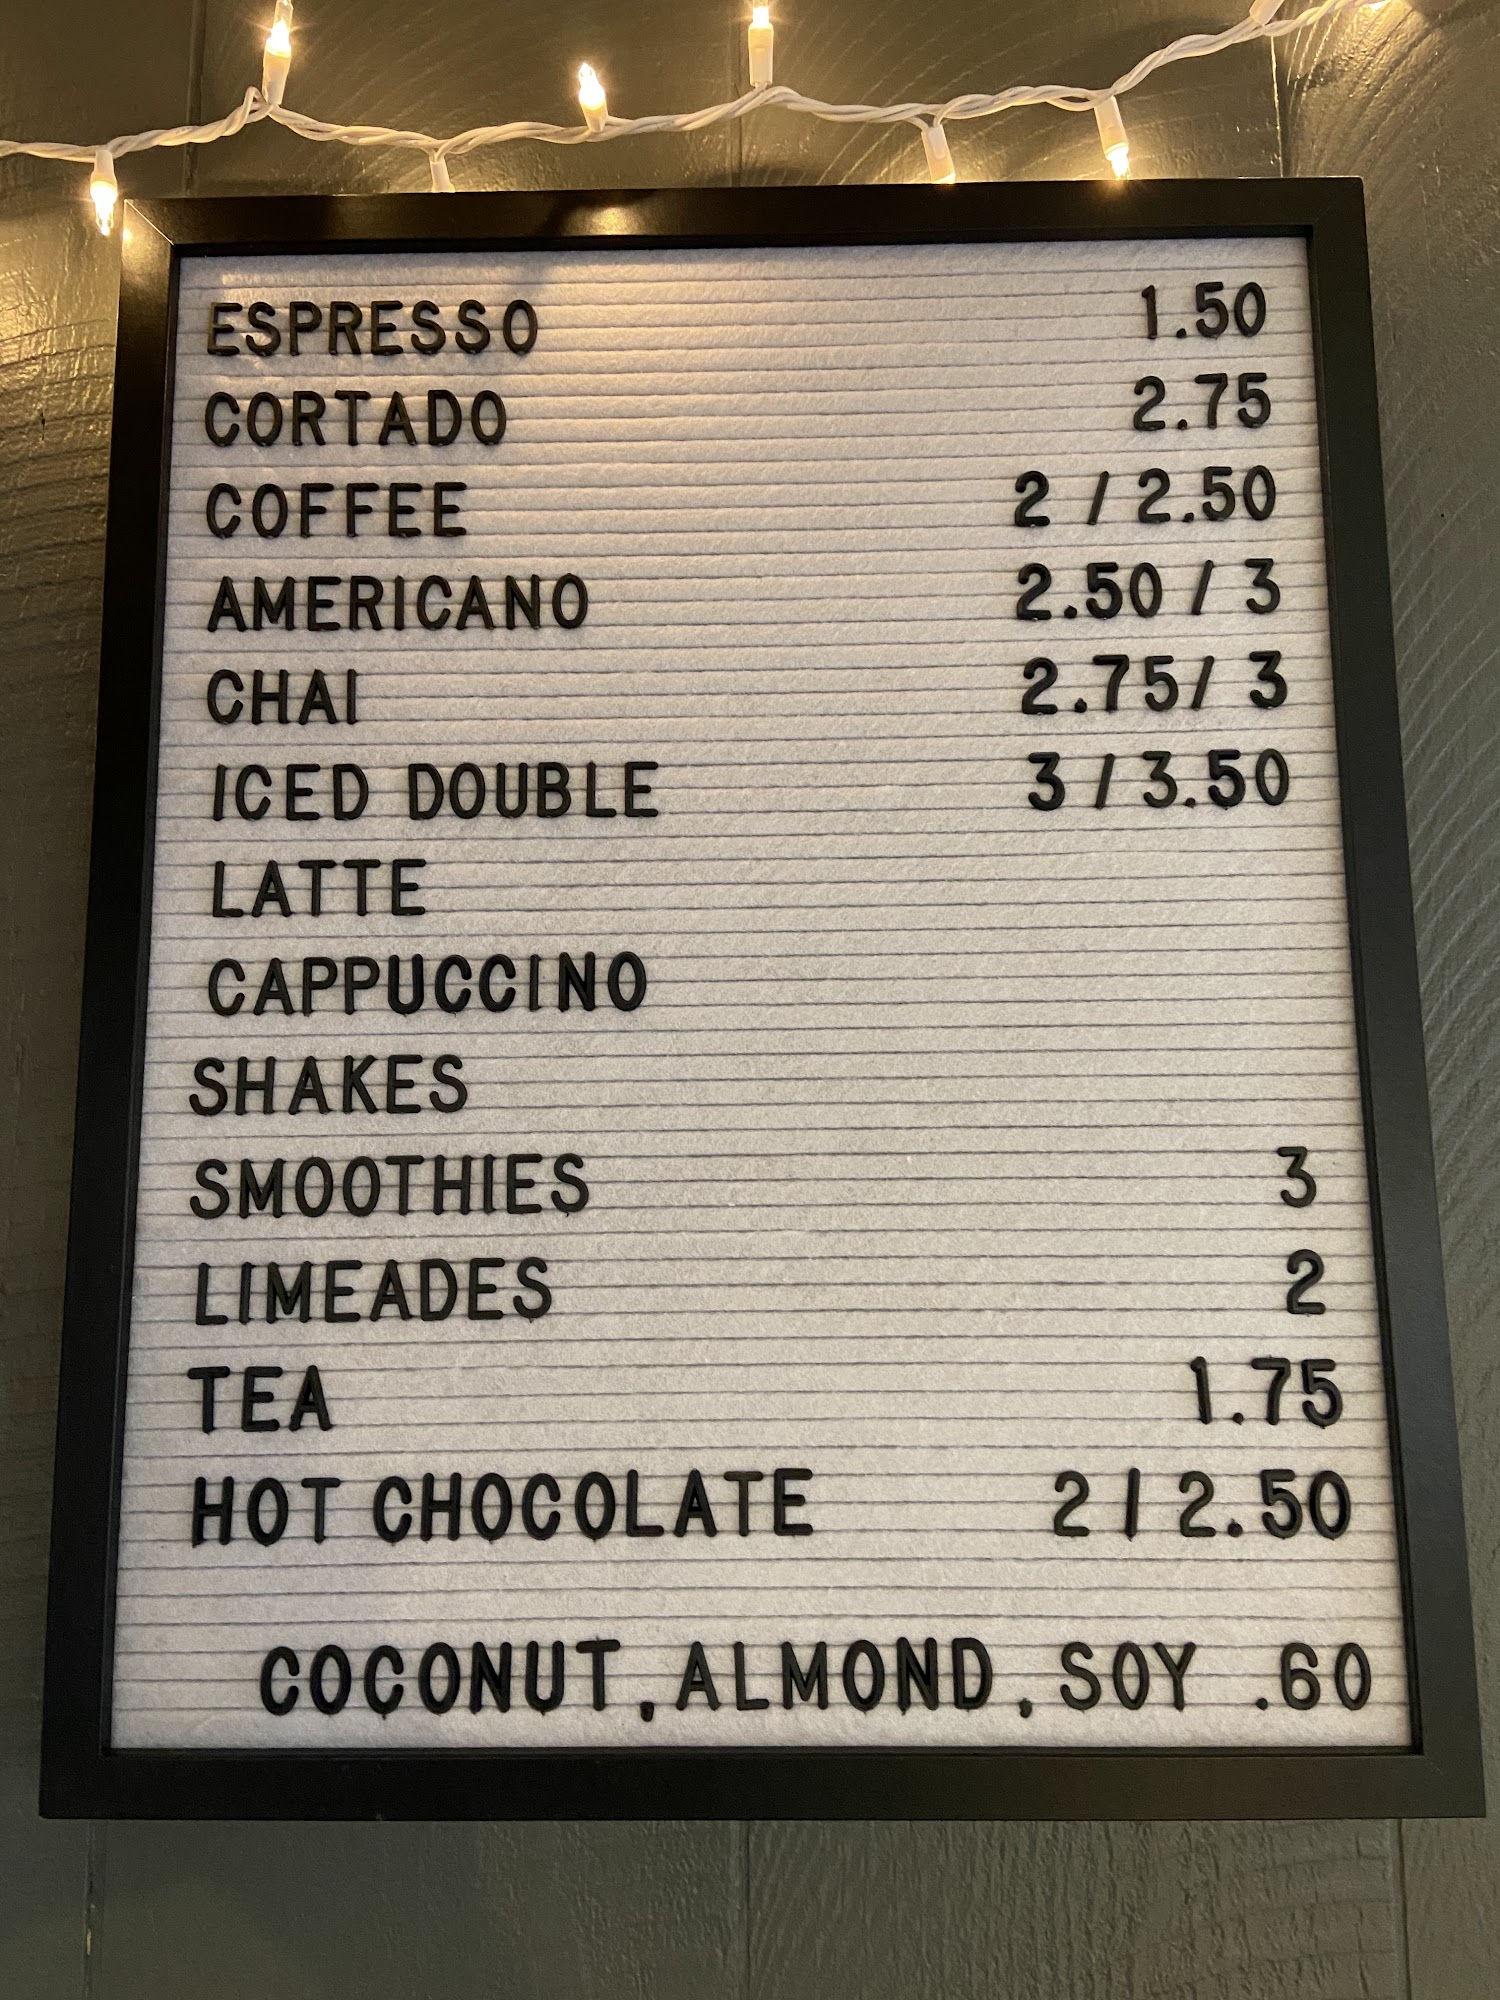 ESPRESSO 1.50
CORTADO 2.75
COFFEE 2 / 2.50
AMERICANO 2.50 / 3
CHAI 2.75/ 3
ICED DOUBLE 3 / 3.50
LATTE
CAPPUCCINO
SHAKES
SMOOTHIES 3
LIMEADES 2
TEA 1.75
HOT CHOCOLATE 2 / 2.50
COCONUT,ALMOND,SOY .60